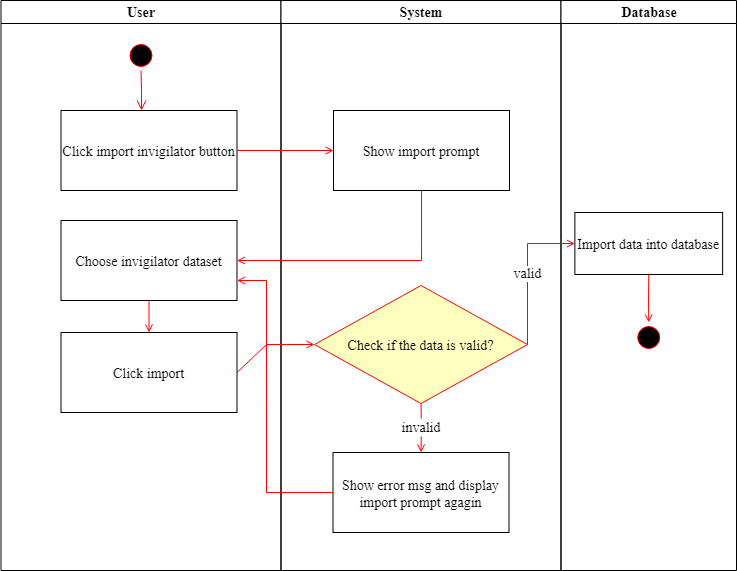 User
System
Database
Click import invigilator button
Show import prompt
Import data into database
Choose invigilator dataset
valid
Check if the data is valid?
Click import
invalid
Show error msg and display
import prompt agagin